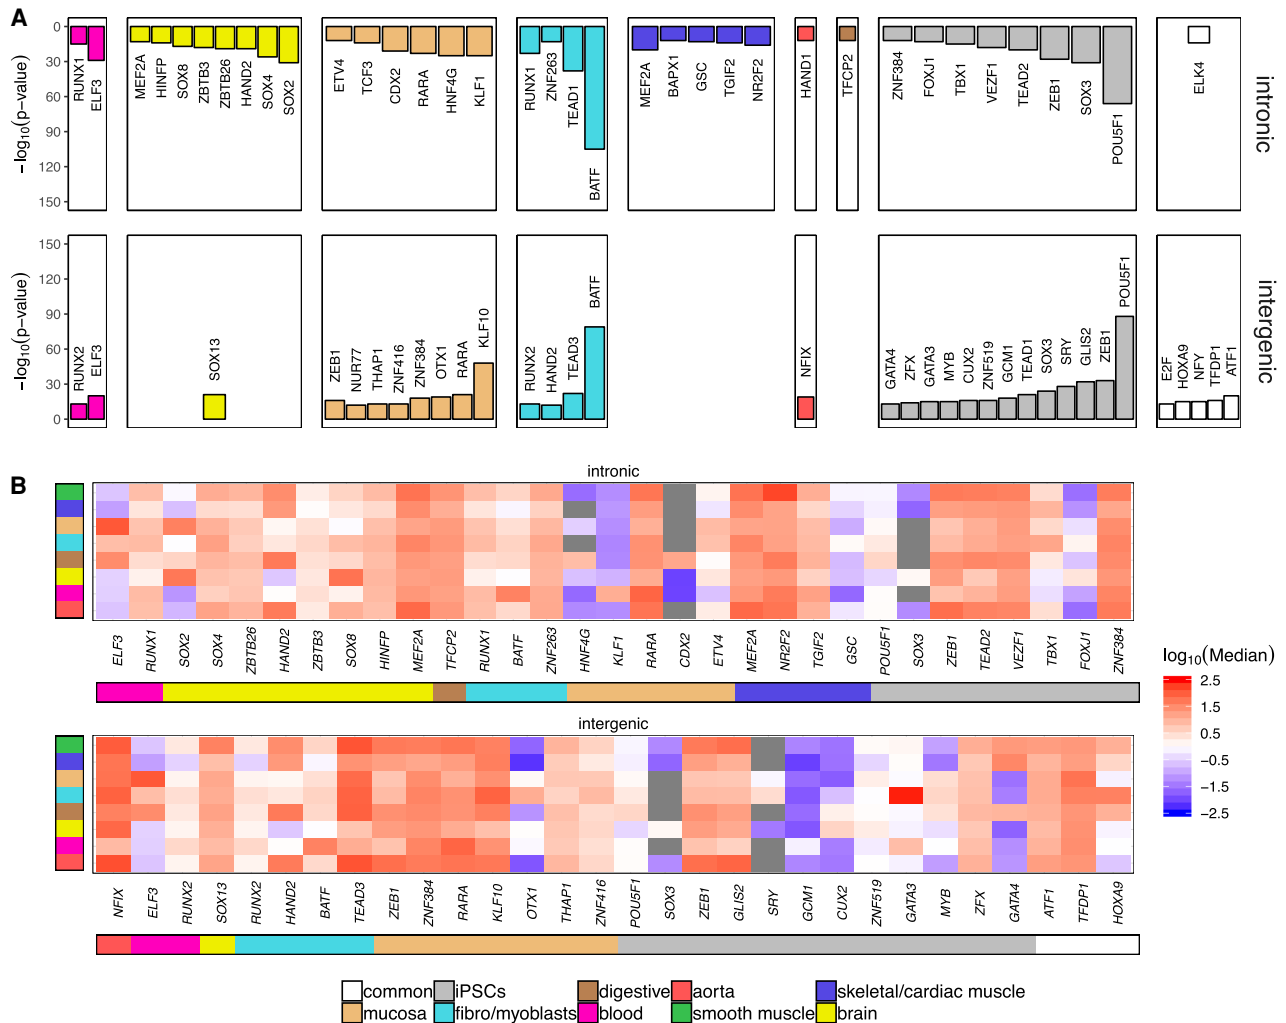 A
−log10(p−value)
0
30
60
90
120
150
RUNX1
ELF3
MEF2A
HINFP
SOX8
ZBTB3
ZBTB26
HAND2
SOX4
SOX2
ETV4
TCF3
CDX2
RARA
HNF4G
KLF1
RUNX1
ZNF263
TEAD1
BATF
MEF2A
BAPX1
GSC
TGIF2
NR2F2
HAND1
TFCP2
ZNF384
FOXJ1
TBX1
VEZF1
TEAD2
ZEB1
SOX3
POU5F1
ELK4
intronic
−log10(p−value)
150
120
90
60
30
0
RUNX2
ELF3
SOX13
ZEB1
NUR77
THAP1
ZNF416
ZNF384
OTX1
RARA
KLF10
RUNX2
HAND2
TEAD3
BATF
NFIX
GATA4
ZFX
GATA3
MYB
CUX2
ZNF519
GCM1
TEAD1
SOX3
SRY
GLIS2
ZEB1
POU5F1
E2F
HOXA9
NFY
TFDP1
ATF1
intergenic
B
intronic
ELF3
RUNX1
SOX2
SOX4
ZBTB26
HAND2
ZBTB3
SOX8
HINFP
MEF2A
TFCP2
RUNX1
BATF
ZNF263
HNF4G
KLF1
RARA
CDX2
ETV4
MEF2A
NR2F2
TGIF2
GSC
POU5F1
SOX3
ZEB1
TEAD2
VEZF1
TBX1
FOXJ1
ZNF384
log10(Median)
2.5
1.5
0.5
−0.5
−1.5
−2.5
intergenic
NFIX
ELF3
RUNX2
SOX13
RUNX2
HAND2
BATF
TEAD3
ZEB1
ZNF384
RARA
KLF10
OTX1
THAP1
ZNF416
POU5F1
SOX3
ZEB1
GLIS2
SRY
GCM1
CUX2
ZNF519
GATA3
MYB
ZFX
GATA4
ATF1
TFDP1
HOXA9
common iPSCs digestive aorta skeletal/cardiac muscle
mucosa fibro/myoblasts blood smooth muscle brain